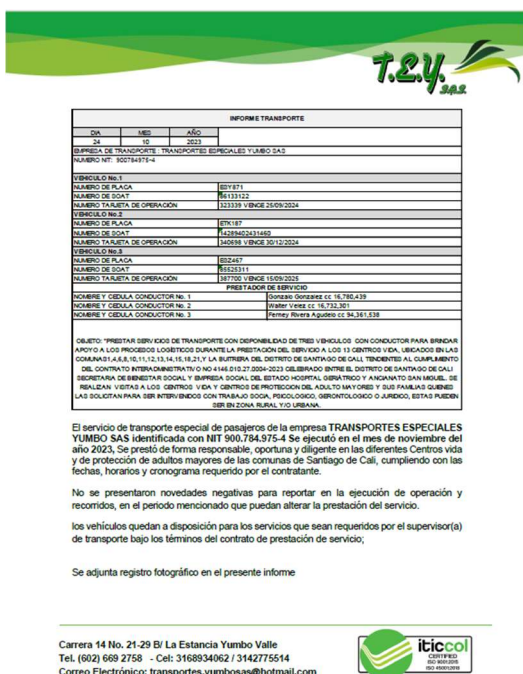 T.E.Y.
S.A.S.
INFORME TRANSPORTE
DIA MES AÑO
24 10 2023
EMPRESA DE TRANSPORTE : TRANSPORTES ESPECIALES YUMBO SAS
NUMERO NIT: 900784975-4
VEHICULO No.1
NUMERO DE PLACA ESY871
NUMERO DE SOAT 86133122
NUMERO TARJETA DE OPERACIÓN 323339 VENCE 25/09/2024
VEHICULO No.2
NUMERO DE PLACA ETK187
NUMERO DE SOAT 14289402431460
NUMERO TARJETA DE OPERACIÓN 340698 VENCE 30/12/2024
VEHICULO No.3
NUMERO DE PLACA ESZ467
NUMERO DE SOAT 85525311
NUMERO TARJETA DE OPERACIÓN 387700 VENCE 15/09/2025
PRESTADOR DE SERVICIO
NOMBRE Y CEDULA CONDUCTOR No. 1 Gonzalo Gonzalez cc 16,780,439
NOMBRE Y CEDULA CONDUCTOR No. 2 Walter Velez cc 16,732,301
NOMBRE Y CEDULA CONDUCTOR No. 3 Ferney Rivera Agudelo cc 94,361,538
OBJETO: "PRESTAR SERVICIOS DE TRANSPORTE CON DISPONIBILIDAD DE TRES VEHICULOS CON CONDUCTOR PARA BRINDAR
APOYO A LOS PROCESOS LOGÍSTICOS DURANTE LA PRESTACIÓN DEL SERVICIO A LOS 13 CENTROS VIDA, UBICADOS EN LAS
COMUNAS1,4,6,8,10,11,12,13,14,15,18,21,Y LA BUITRERA DEL DISTRITO DE SANTIAGO DE CALI, TENDIENTES AL CUMPLIMIENTO
DEL CONTRATO INTERADMINISTRATIVO NO 4146.010.27.0004-2023 CELEBRADO ENTRE EL DISTRITO DE SANTIAGO DE CALI
SECRETARIA DE BIENESTAR SOCIAL Y EMPRESA SOCIAL DEL ESTADO HOSPITAL GERIÁTRICO Y ANCIANATO SAN MIGUEL, SE
REALIZAN VISITAS A LOS CENTROS VIDA Y CENTROS DE PROTECCION DEL ADULTO MAYORES Y SUS FAMILIAS QUIENES
LAS SOLICITAN PARA SER INTERVENIDOS CON TRABAJO SOCIA, PSICOLOGICO, GERONTOLOGICO O JURIDICO, ESTAS PUEDEN
SER EN ZONA RURAL Y/O URBANA.
El servicio de transporte especial de pasajeros de la empresa TRANSPORTES ESPECIALES
YUMBO SAS identificada con NIT 900.784.975-4 Se ejecutó en el mes de noviembre del
año 2023, Se prestó de forma responsable, oportuna y diligente en las diferentes Centros vida
y de protección de adultos mayores de las comunas de Santiago de Cali, cumpliendo con las
fechas, horarios y cronograma requerido por el contratante.
No se presentaron novedades negativas para reportar en la ejecución de operación y
recorridos, en el periodo mencionado que puedan alterar la prestación del servicio.
los vehículos quedan a disposición para los servicios que sean requeridos por el supervisor(a)
de transporte bajo los términos del contrato de prestación de servicio;
Se adjunta registro fotográfico en el presente informe
Carrera 14 No. 21-29 B/ La Estancia Yumbo Valle
Tel. (602) 669 2758 - Cel: 3168934062 / 3142775514
Correo Electrónico: transportes.yumbosas@hotmail.com
iticcol
CERTIFIED
ISO 9001:2015
ISO 45001:2018